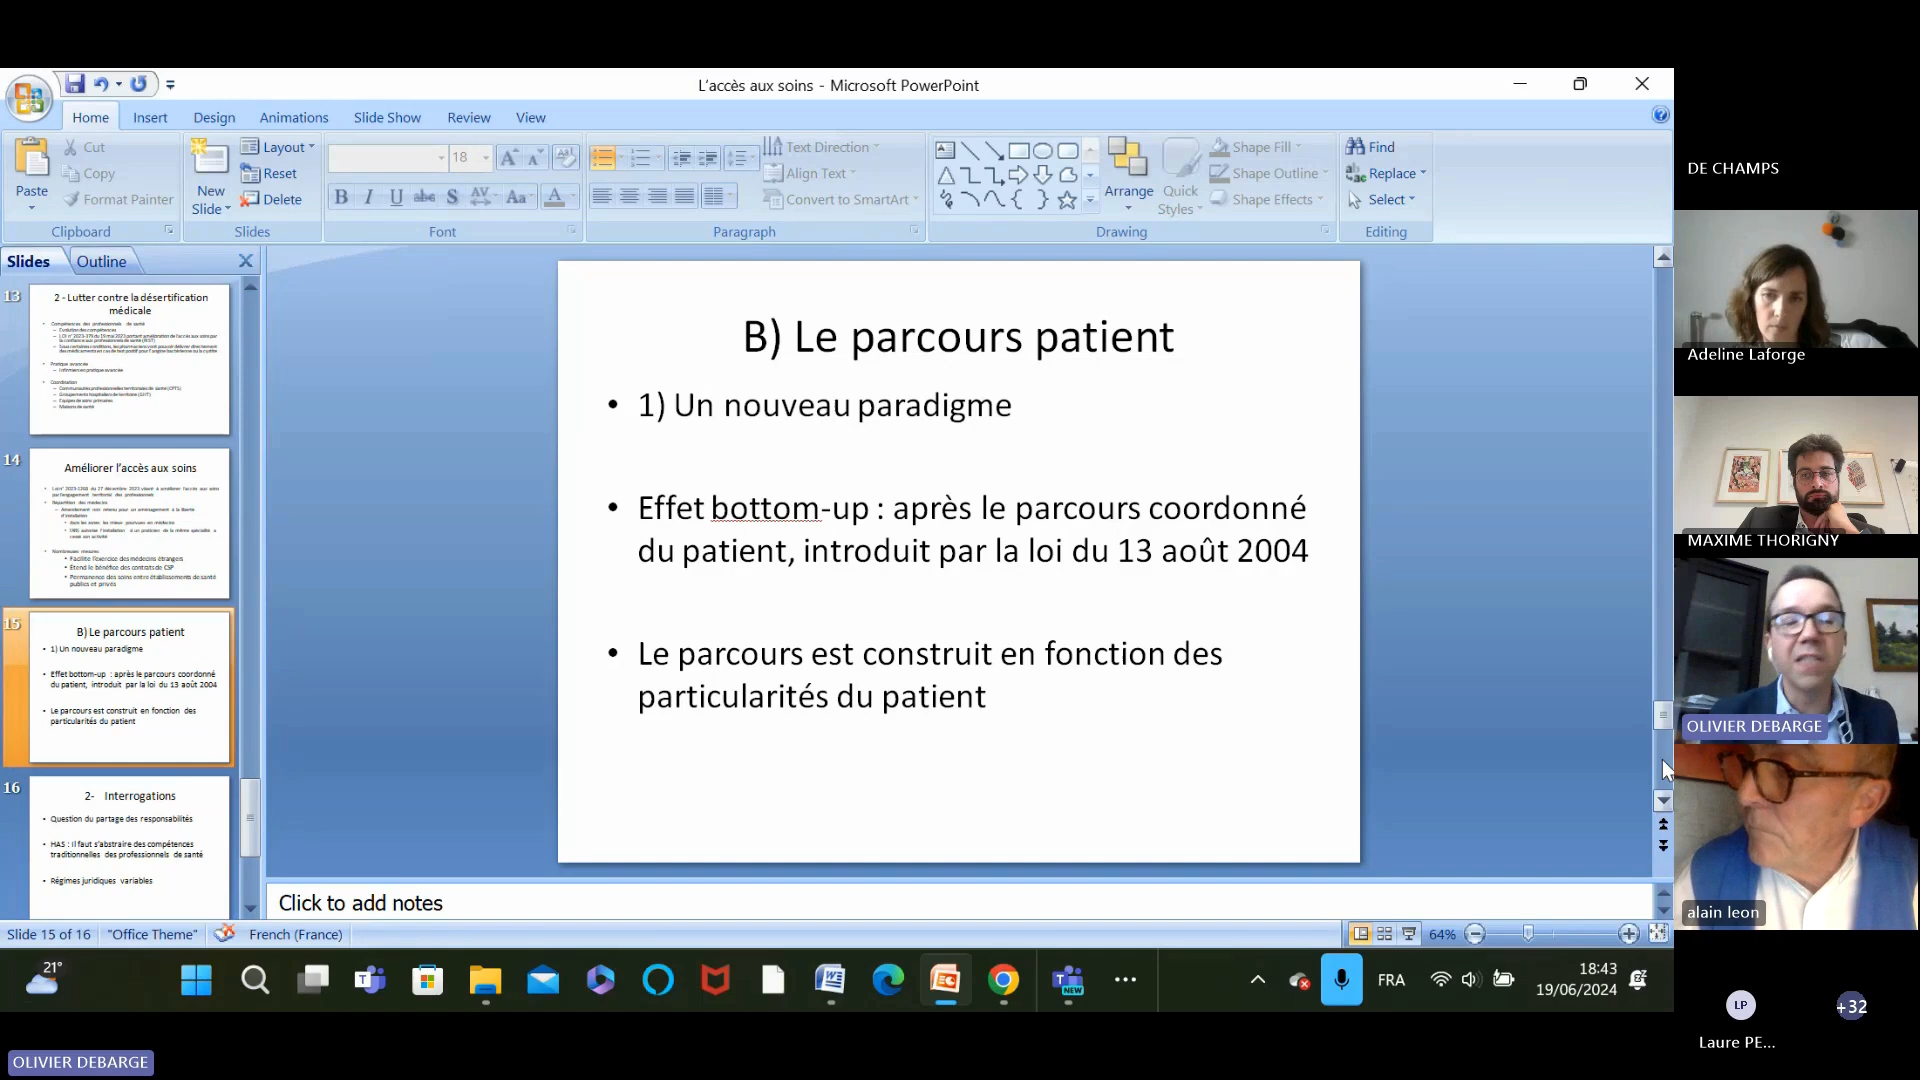 L'accès aux soins - Microsoft PowerPoint
Home Insert Design Animations Slide Show Review View
Paste
Cut
Copy
Format Painter
Clipboard
New Slide
Layout
Reset
Delete
Slides
18
Font
Text Direction
Align Text
Convert to SmartArt
Paragraph
Arrange
Quick Styles
Shape Fill
Shape Outline
Shape Effects
Drawing
Find
Replace
Select
Editing
Slides Outline
13
2 - Lutter contre la désertification
médicale
14
Améliorer l'accès aux soins
15
B) Le parcours patient
• 1) Un nouveau paradigme
• Effet bottom-up : après le parcours coordonné
du patient, introduit par la loi du 13 août 2004
• Le parcours est construit en fonction des
particularités du patient
16
2- Interrogations
• Question du partage des responsabilités
• HAS : Il faut s'abstraire des compétences
traditionnelles des professionnels de santé
• Régimes juridiques variables
B) Le parcours patient
• 1) Un nouveau paradigme
• Effet bottom-up : après le parcours coordonné
du patient, introduit par la loi du 13 août 2004
• Le parcours est construit en fonction des
particularités du patient
Click to add notes
Slide 15 of 16 "Office Theme" French (France) 64%
21°
FRA
18:43
19/06/2024
DE CHAMPS
Adeline Laforge
MAXIME THORIGNY
OLIVIER DEBARGE
alain leon
LP
+32
Laure PE...
OLIVIER DEBARGE